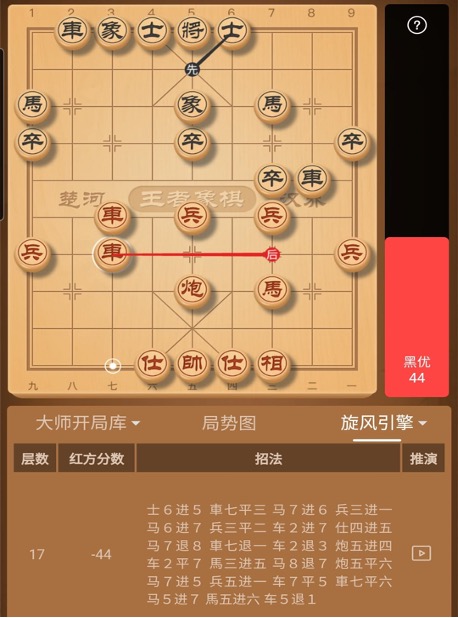 1 2 3 4 5 6 7 8 9
車 象 士 將 士
先
馬 象 馬
卒 卒 卒
卒 車
楚河 王者象棋
車 兵 兵
兵 車 后 兵
炮 馬
仕 帥 仕 相
九 八 七 六 五 四 三 二 一
?
黑优
44
大师开局库 局势图 旋风引擎
层数 红方分数 招法 推演
士6进5 車七平三 马7进6 兵三进一
马6进7 兵三平二 车2进7 仕四进五
马7退8 車七退一 车2退3 炮五进四
17 -44 车2平7 馬三进五 马8退7 炮五平六
马7进5 兵五进一 车7平5 車七平六
马5进7 馬五进六 车5退1